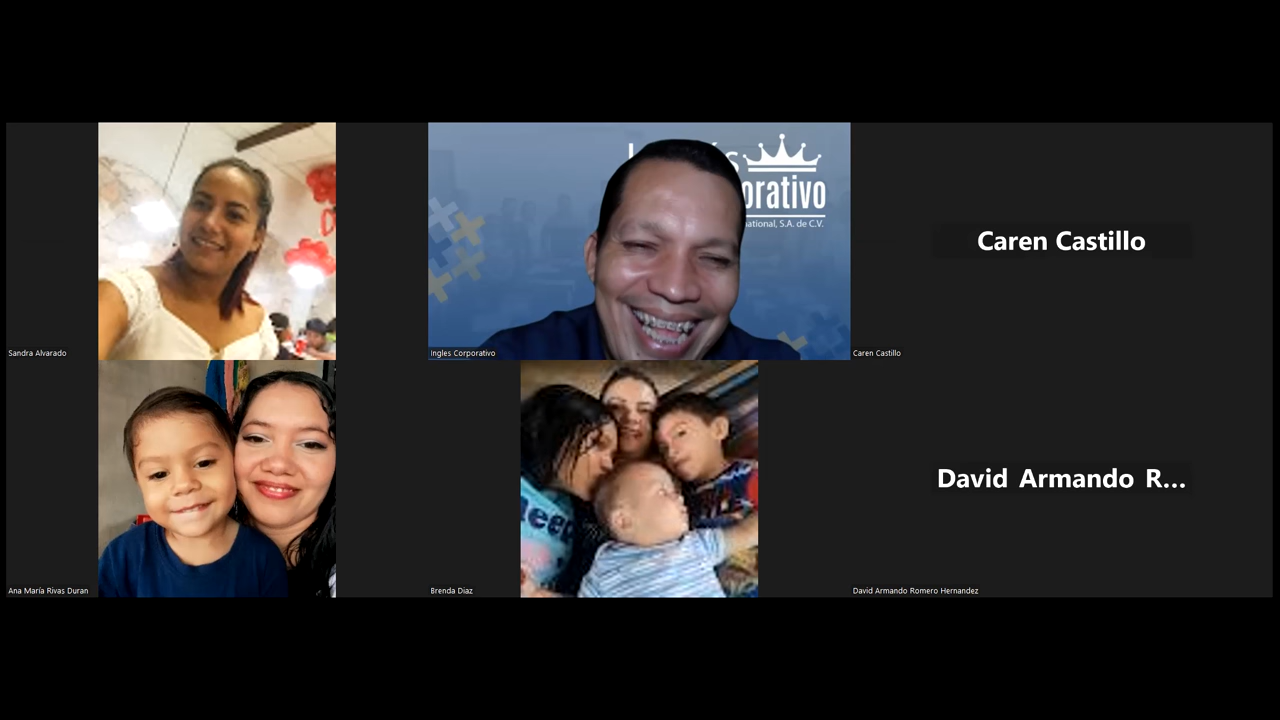 orativo
national, S.A. de C.V.
Caren Castillo
Sandra Alvarado
Ingles Corporativo
Caren Castillo
David Armando R...
Ana María Rivas Duran
Brenda Diaz
David Armando Romero Hernandez